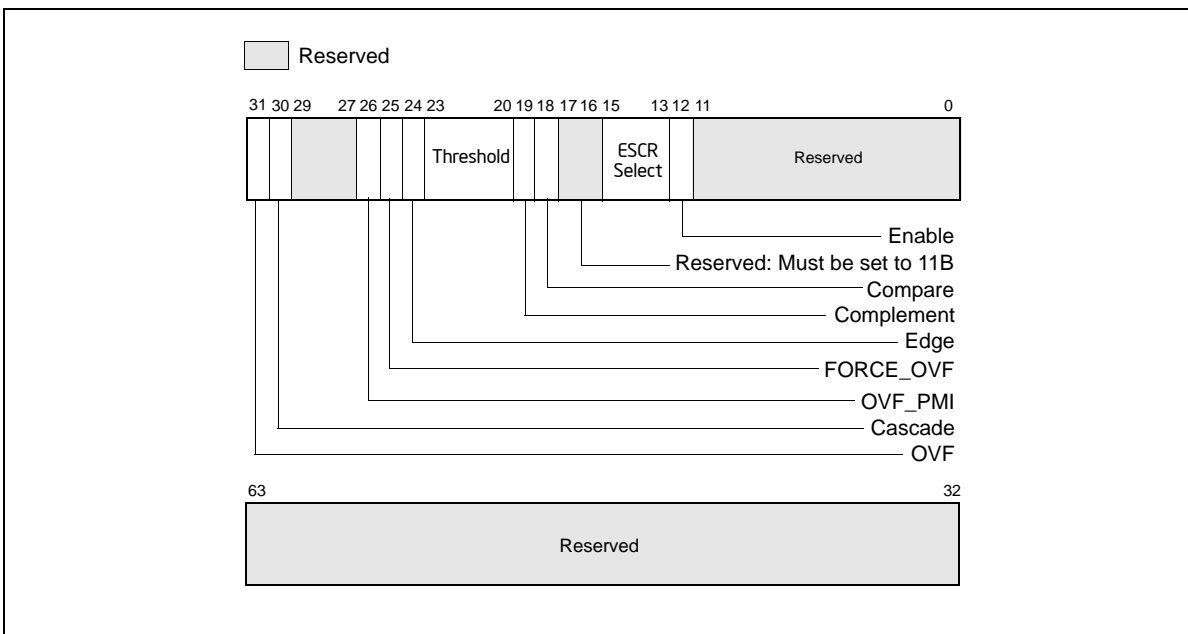 Reserved
31 30 29 27 26 25 24 23 20 19 18 17 16 15 13 12 11 0
Threshold
ESCR
Select
Reserved
Enable
Reserved: Must be set to 11B
Compare
Complement
Edge
FORCE_OVF
OVF_PMI
Cascade
OVF
63 32
Reserved